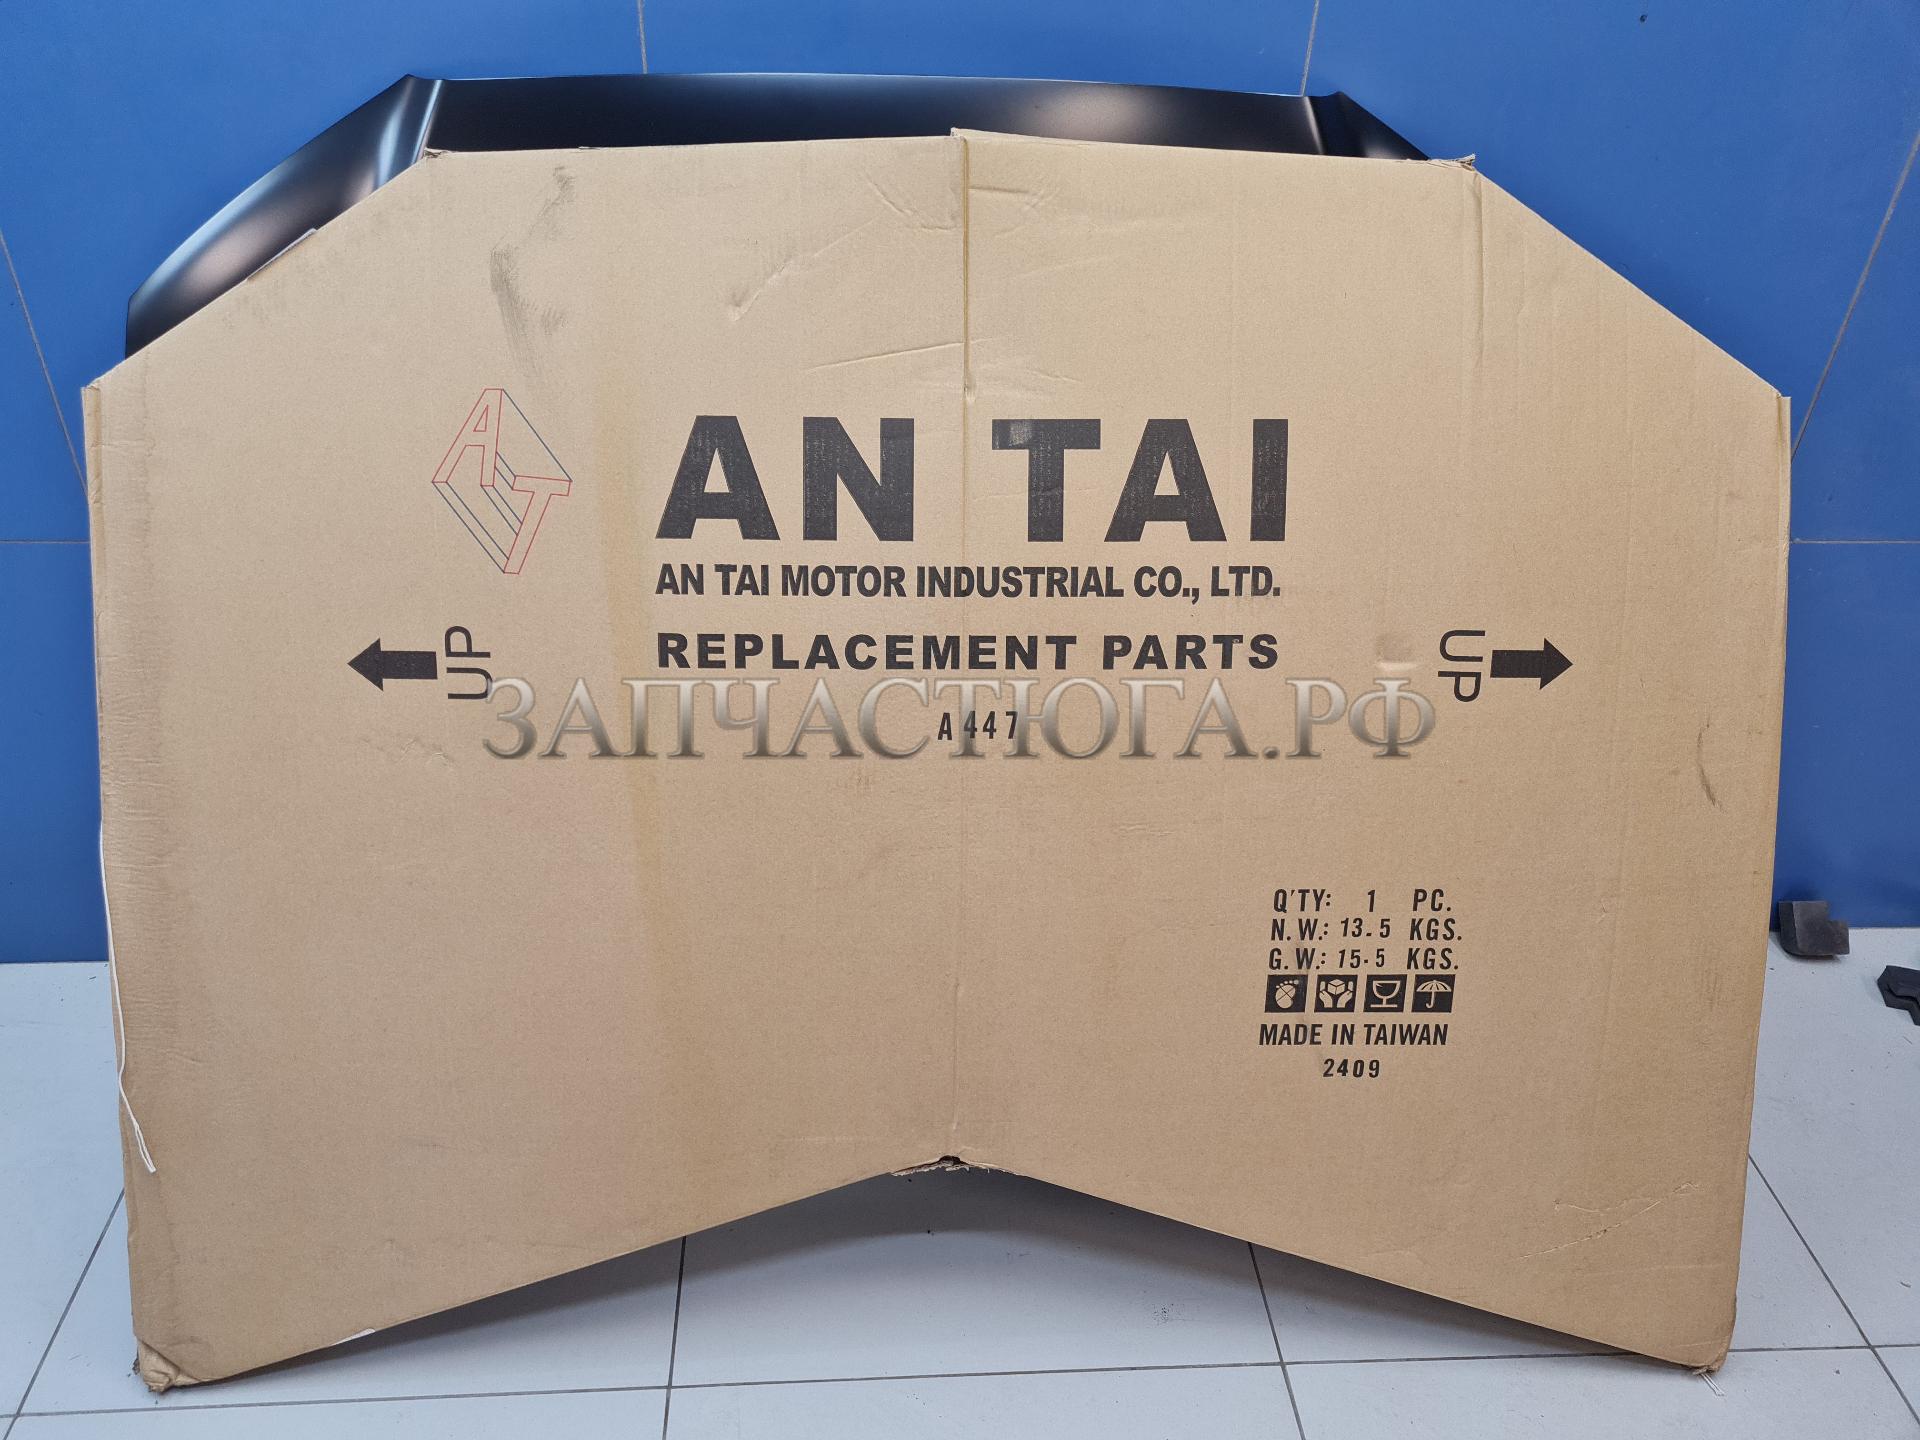 AT
AN TAI
AN TAI MOTOR INDUSTRIAL CO., LTD.
REPLACEMENT PARTS
UP
UP
ЗАПЧАСТЮГА.РФ
A447
Q'TY: 1 PC.
N.W.: 13.5 KGS.
G.W.: 15.5 KGS.
MADE IN TAIWAN
2409